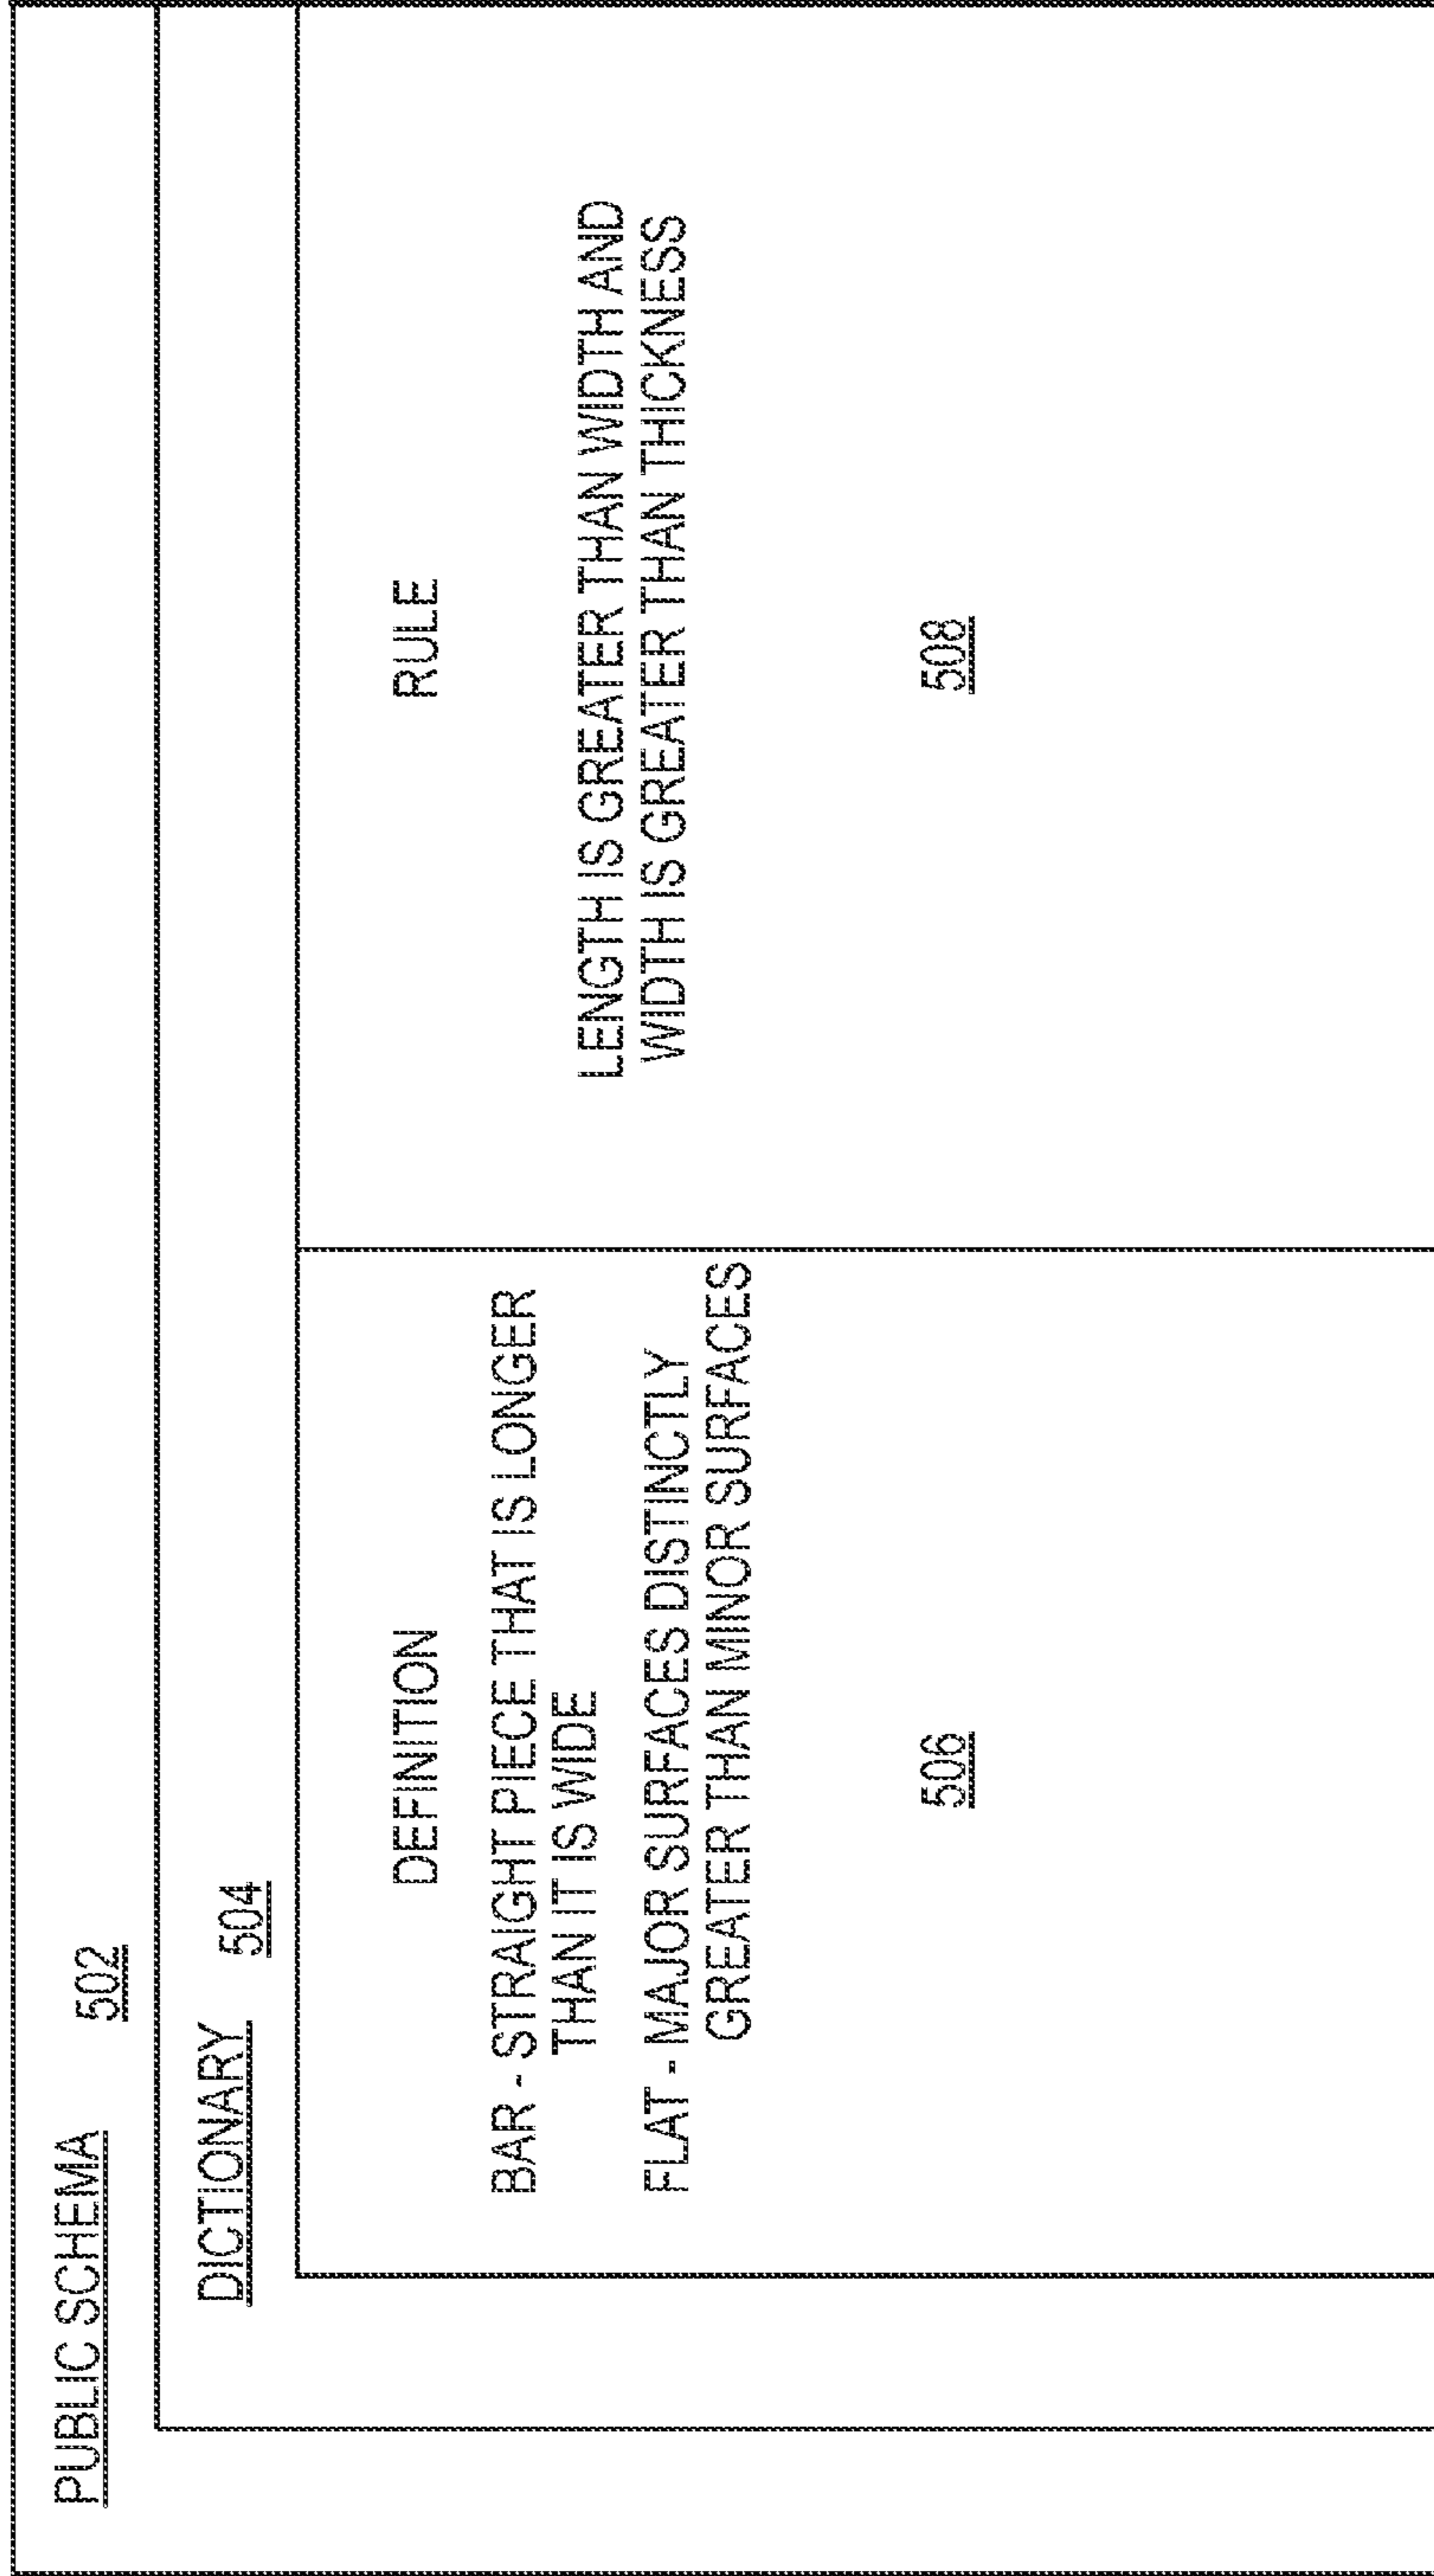 PUBLIC SCHEMA 502
DICTIONARY 504
DEFINITION
BAR - STRAIGHT PIECE THAT IS LONGER
THAN IT IS WIDE
FLAT - MAJOR SURFACES DISTINCTLY
GREATER THAN MINOR SURFACES
506
RULE
LENGTH IS GREATER THAN WIDTH AND
WIDTH IS GREATER THAN THICKNESS
508